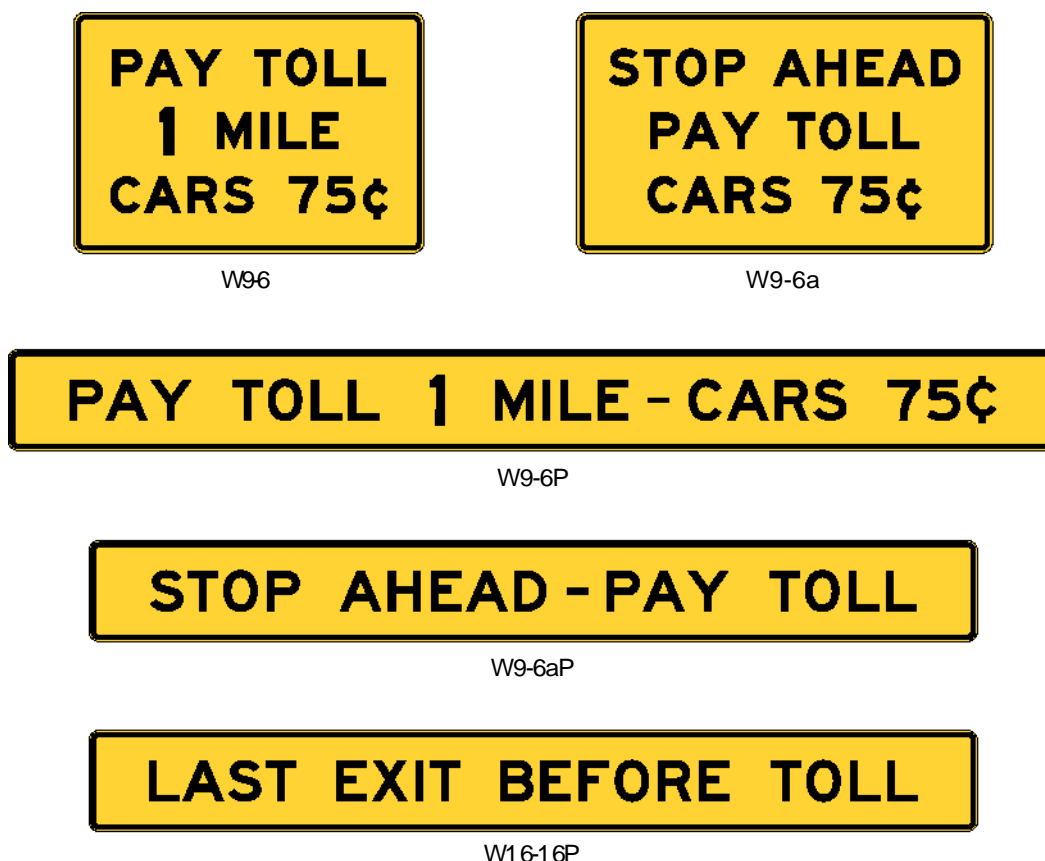 PAY TOLL
1 MILE
CARS 75¢
W9-6
STOP AHEAD
PAY TOLL
CARS 75¢
W9-6a
PAY TOLL 1 MILE – CARS 75¢
W9-6P
STOP AHEAD – PAY TOLL
W9-6aP
LAST EXIT BEFORE TOLL
W16-16P